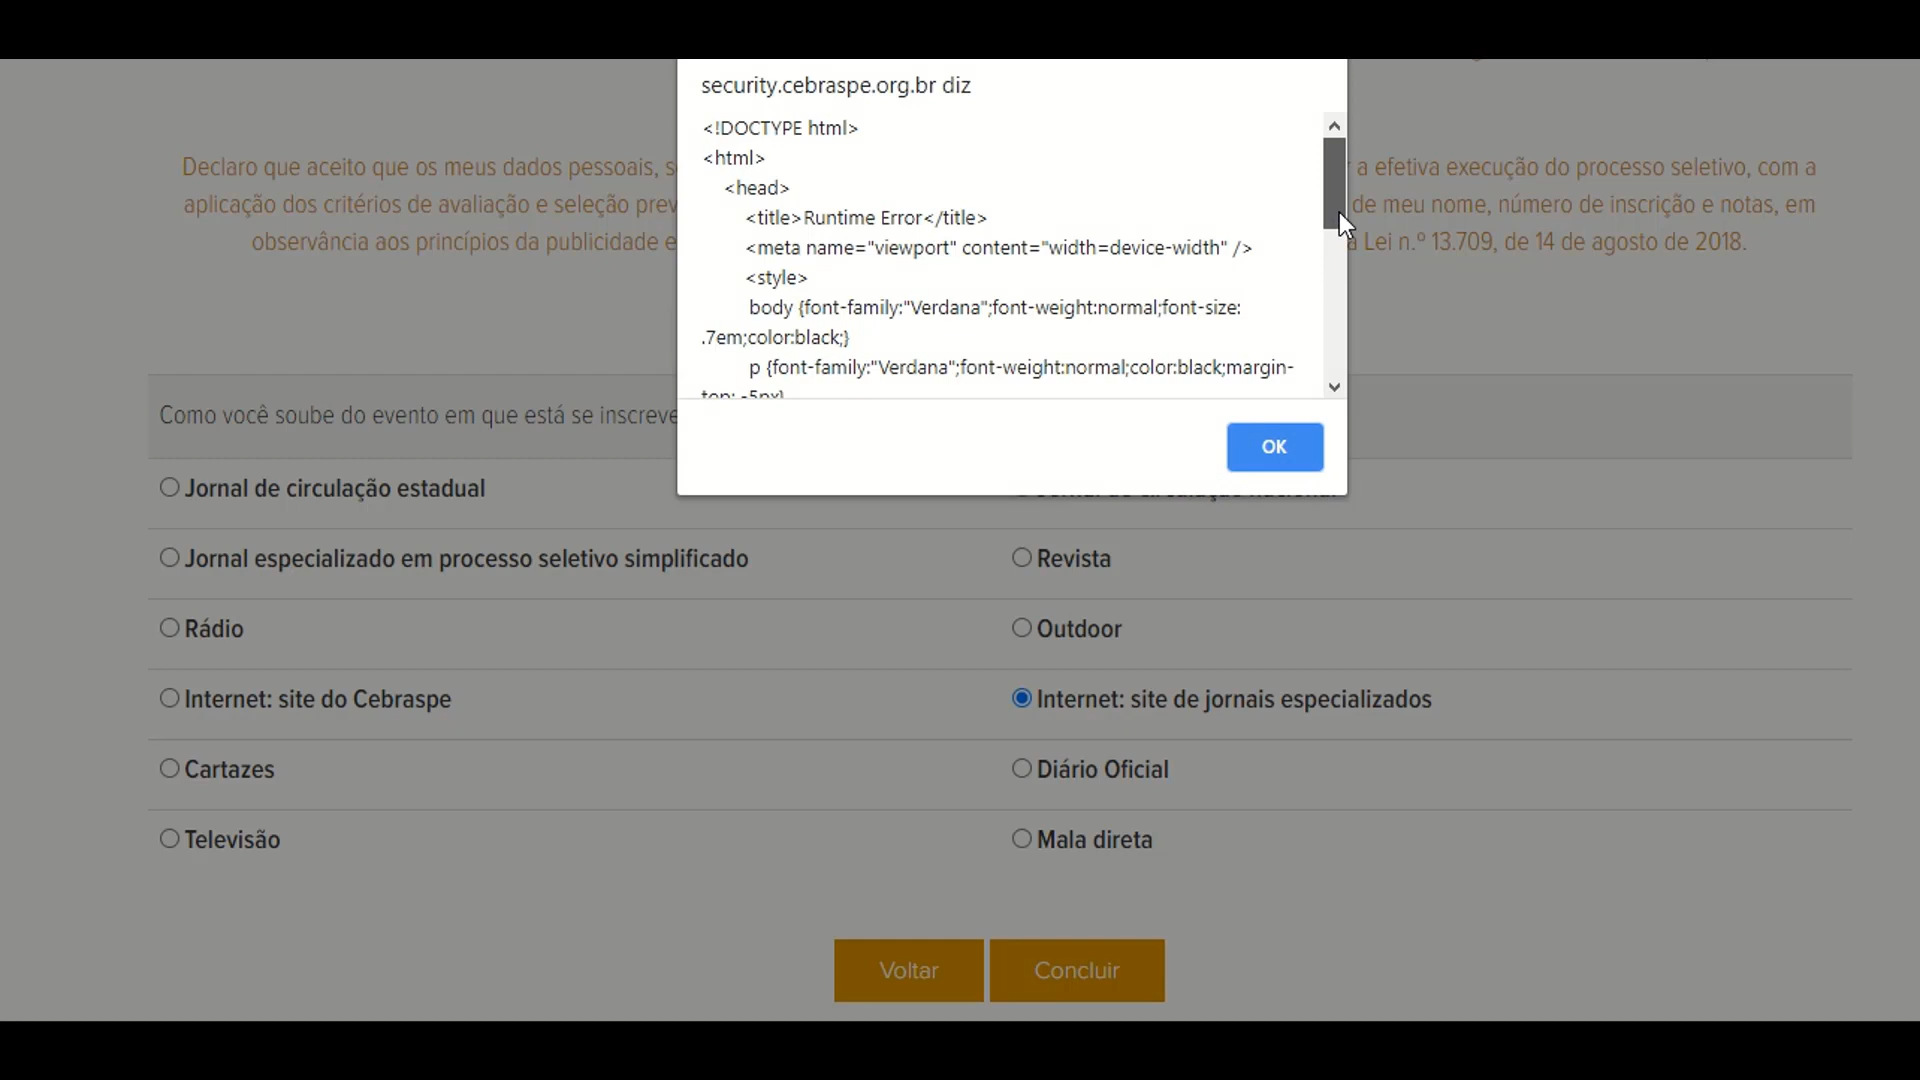 security.cebraspe.org.br diz
<!DOCTYPE html>
<html>
<head>
<title>Runtime Error</title>
<meta name="viewport" content="width=device-width" />
<style>
body {font-family:"Verdana";font-weight:normal;font-size:
.7em;color:black;}
p {font-family:"Verdana";font-weight:normal;color:black;margin-
top: -5px}
OK
Declaro que aceito que os meus dados pessoais, a efetiva execução do processo seletivo, com a
aplicação dos critérios de avaliação e seleção de meu nome, número de inscrição e notas, em
observância aos princípios da publicidade e a Lei n.º 13.709, de 14 de agosto de 2018.
Como você soube do evento em que está se
Jornal de circulação estadual
Jornal de circulação nacional
Jornal especializado em processo seletivo simplificado
Revista
Rádio
Outdoor
Internet: site do Cebraspe
Internet: site de jornais especializados
Cartazes
Diário Oficial
Televisão
Mala direta
Voltar
Concluir